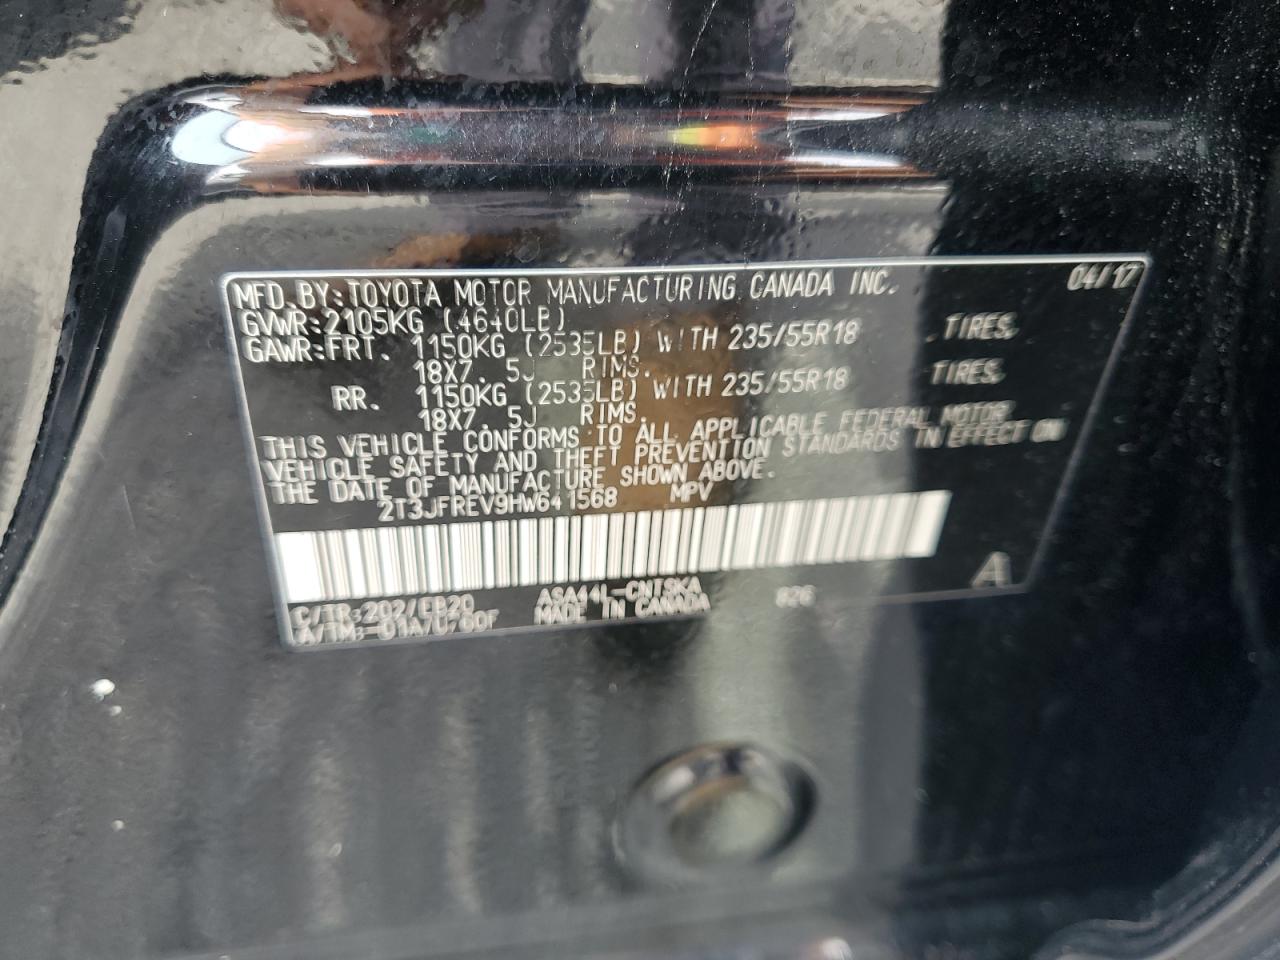 MFD.BY:TOYOTA MOTOR MANUFACTURING CANADA INC. 04/17
GVWR:2105KG (4640LB)
GAWR:FRT. 1150KG (2535LB) WITH 235/55R18 TIRES.
18X7.5J RIMS.
RR. 1150KG (2535LB) WITH 235/55R18 TIRES.
18X7.5J RIMS.
THIS VEHICLE CONFORMS TO ALL APPLICABLE FEDERAL MOTOR
VEHICLE SAFETY AND THEFT PREVENTION STANDARDS IN EFFECT ON
THE DATE OF MANUFACTURE SHOWN ABOVE.
2T3JFREV9HW641568 MPV
C/TR:202/EB20 ASA44L-CNTSKA 826
A/TM:-01A/U760F MADE IN CANADA A